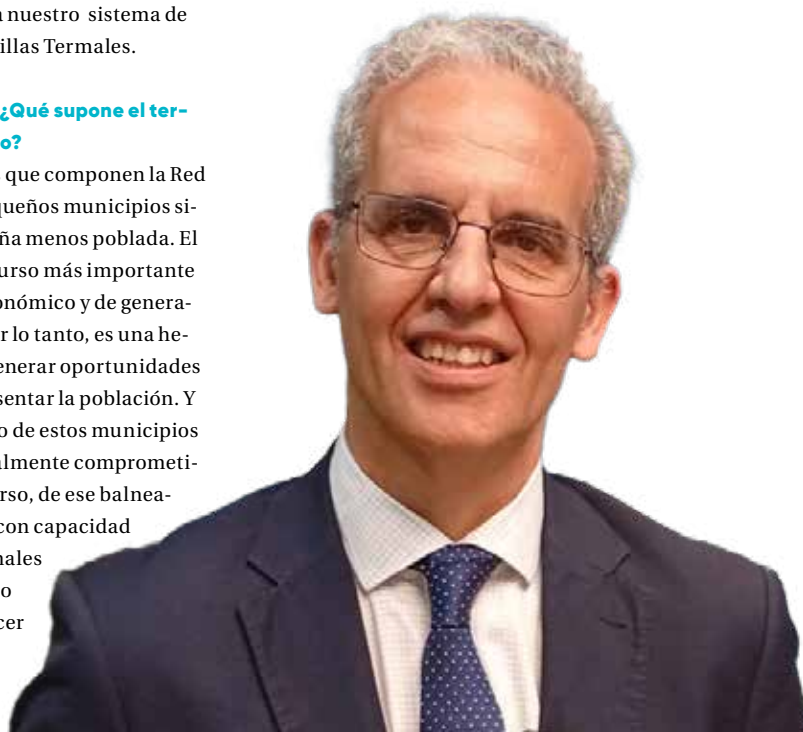 nuestro sistema de
illas Termales.
¿Qué supone el ter-
o?
que componen la Red
queños municipios si-
ña menos poblada. El
urso más importante
onómico y de genera-
r lo tanto, es una he-
enerar oportunidades
sentar la población. Y
o de estos municipios
almente comprometi-
rso, de ese balnea-
con capacidad
nales
o
cer